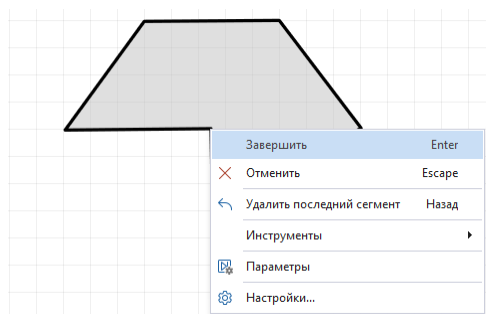 Завершить Enter
Отменить Escape
Удалить последний сегмент Назад
Инструменты
Параметры
Настройки...